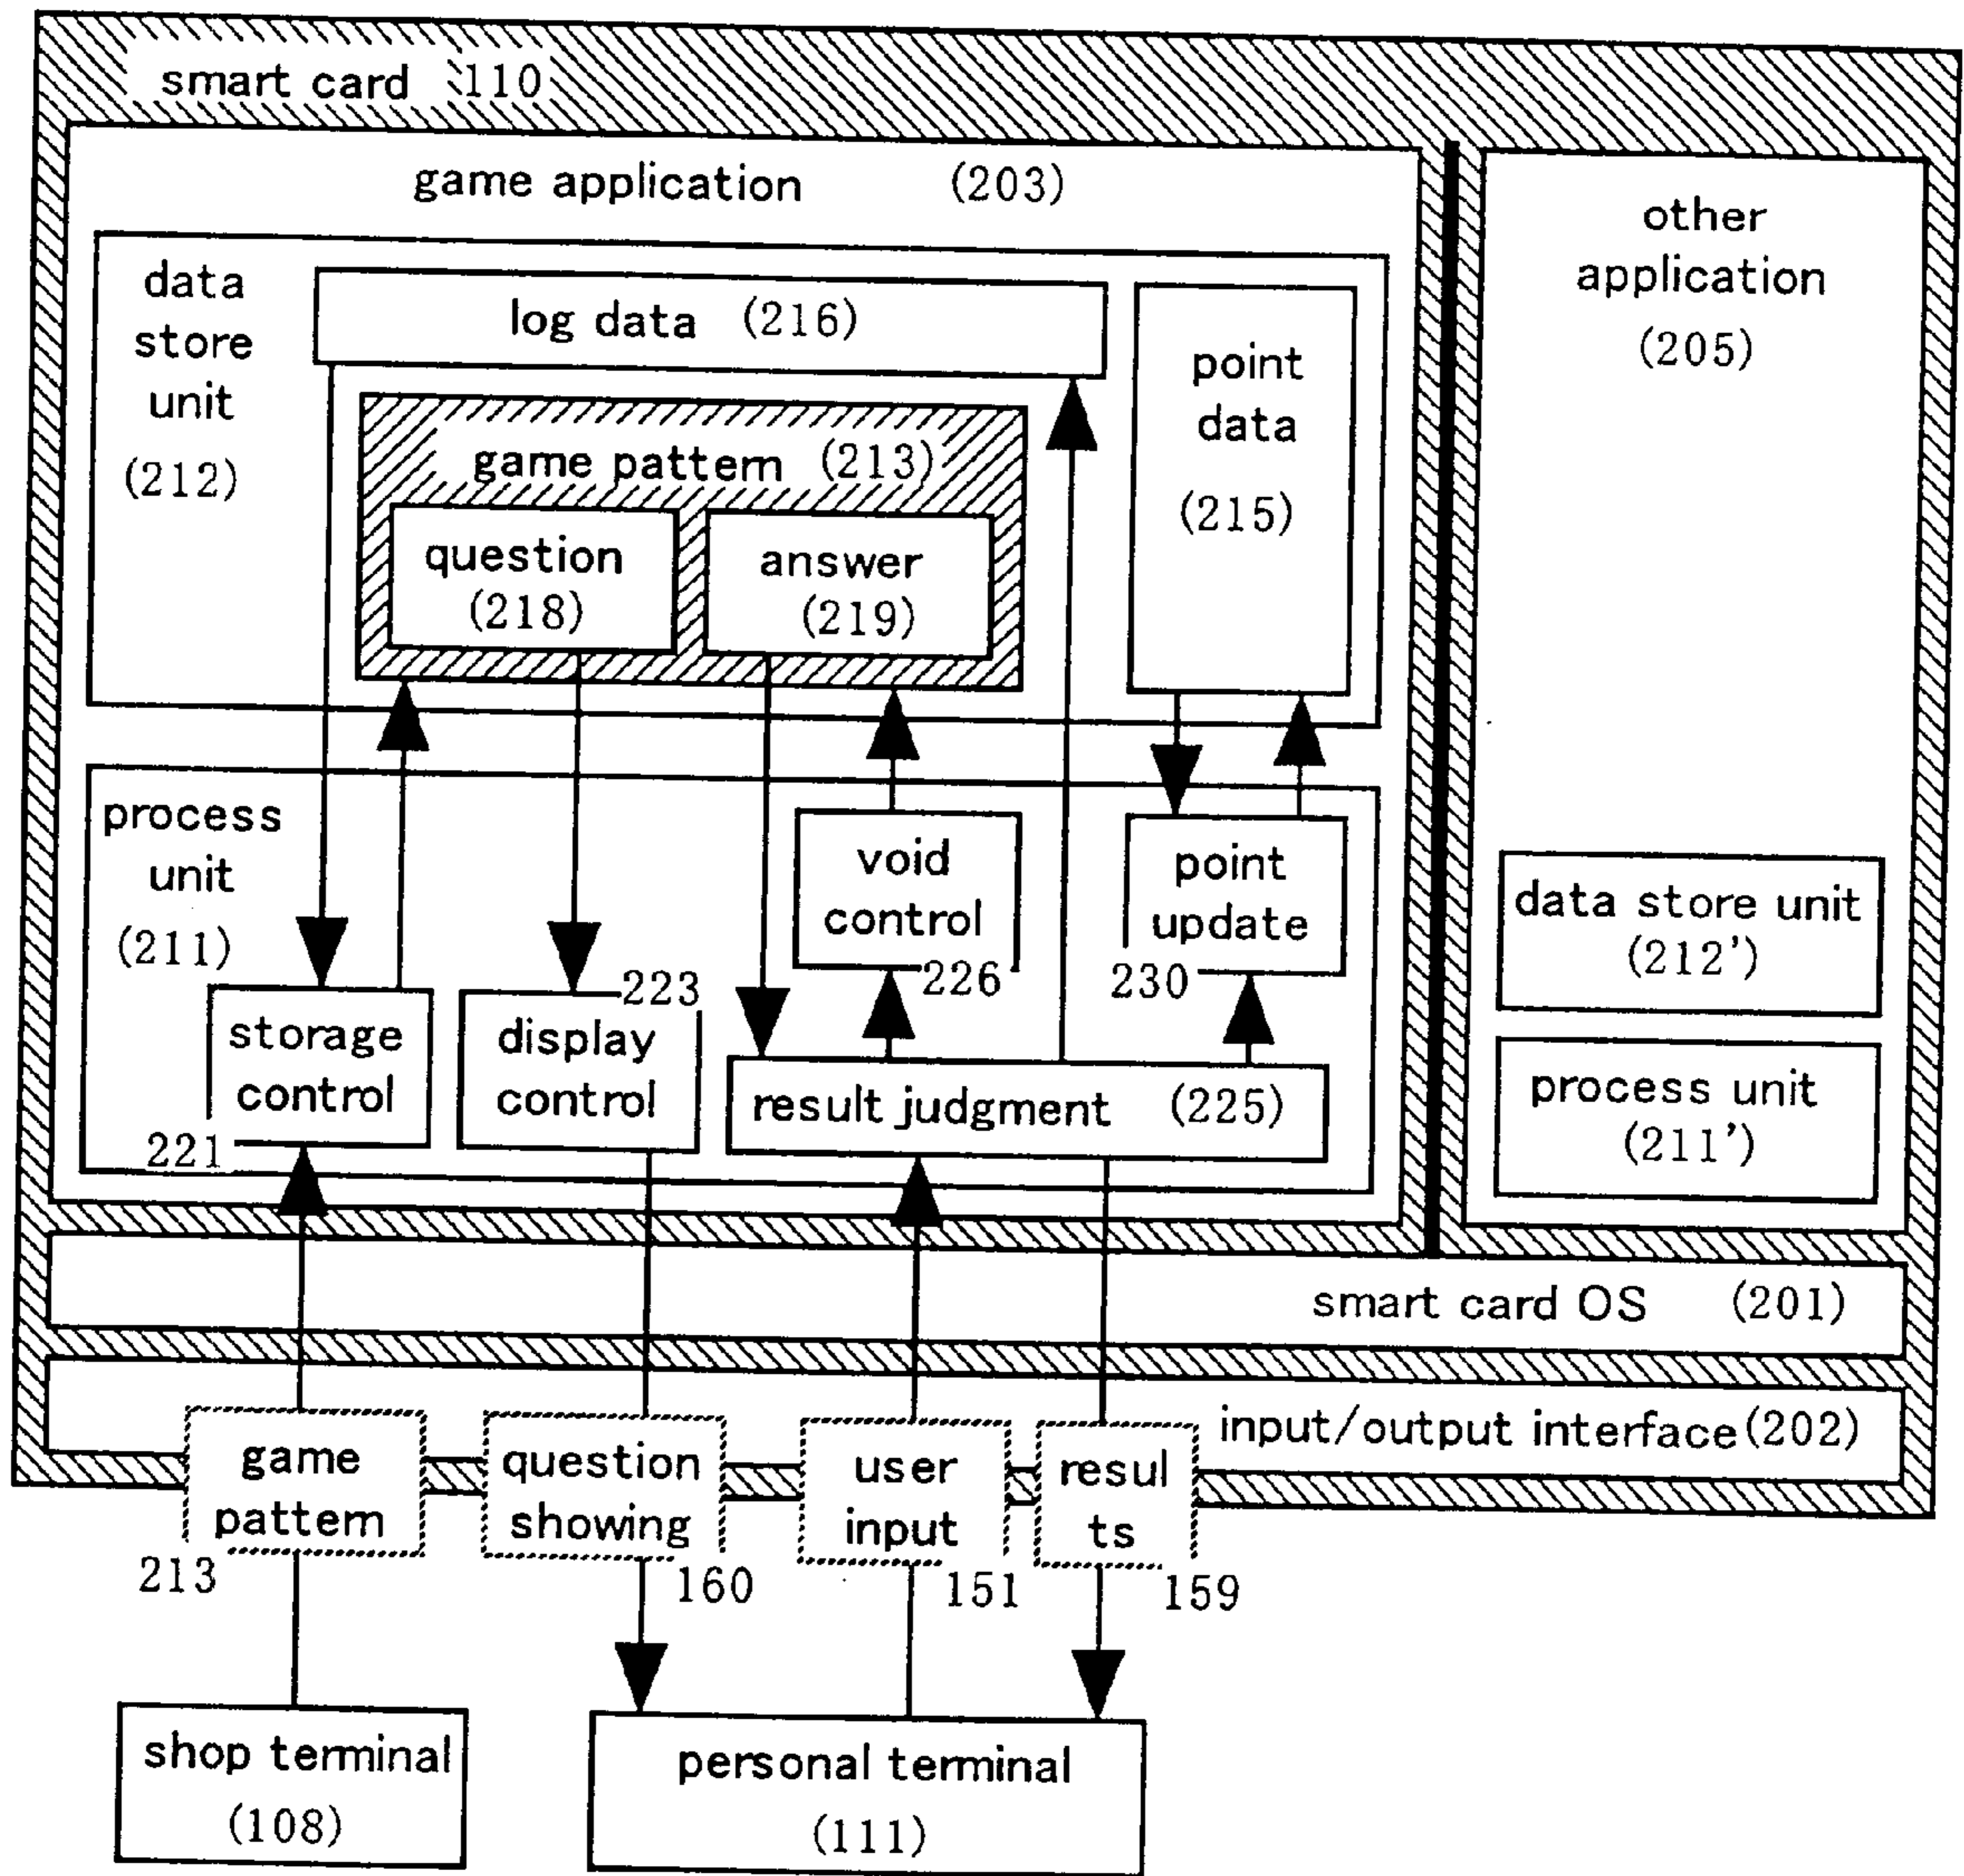 smart card 110
game application (203)
data
store
unit
(212)
log data (216)
point
data
(215)
game pattern (213)
question
(218)
answer
(219)
other
application
(205)
process
unit
(211)
storage
control
221
display
control
223
void
control
226
point
update
230
result judgment (225)
data store unit
(212')
process unit
(211')
smart card OS (201)
input/output interface (202)
game
pattern
213
question
showing
160
user
input
151
resul
ts
159
shop terminal
(108)
personal terminal
(111)